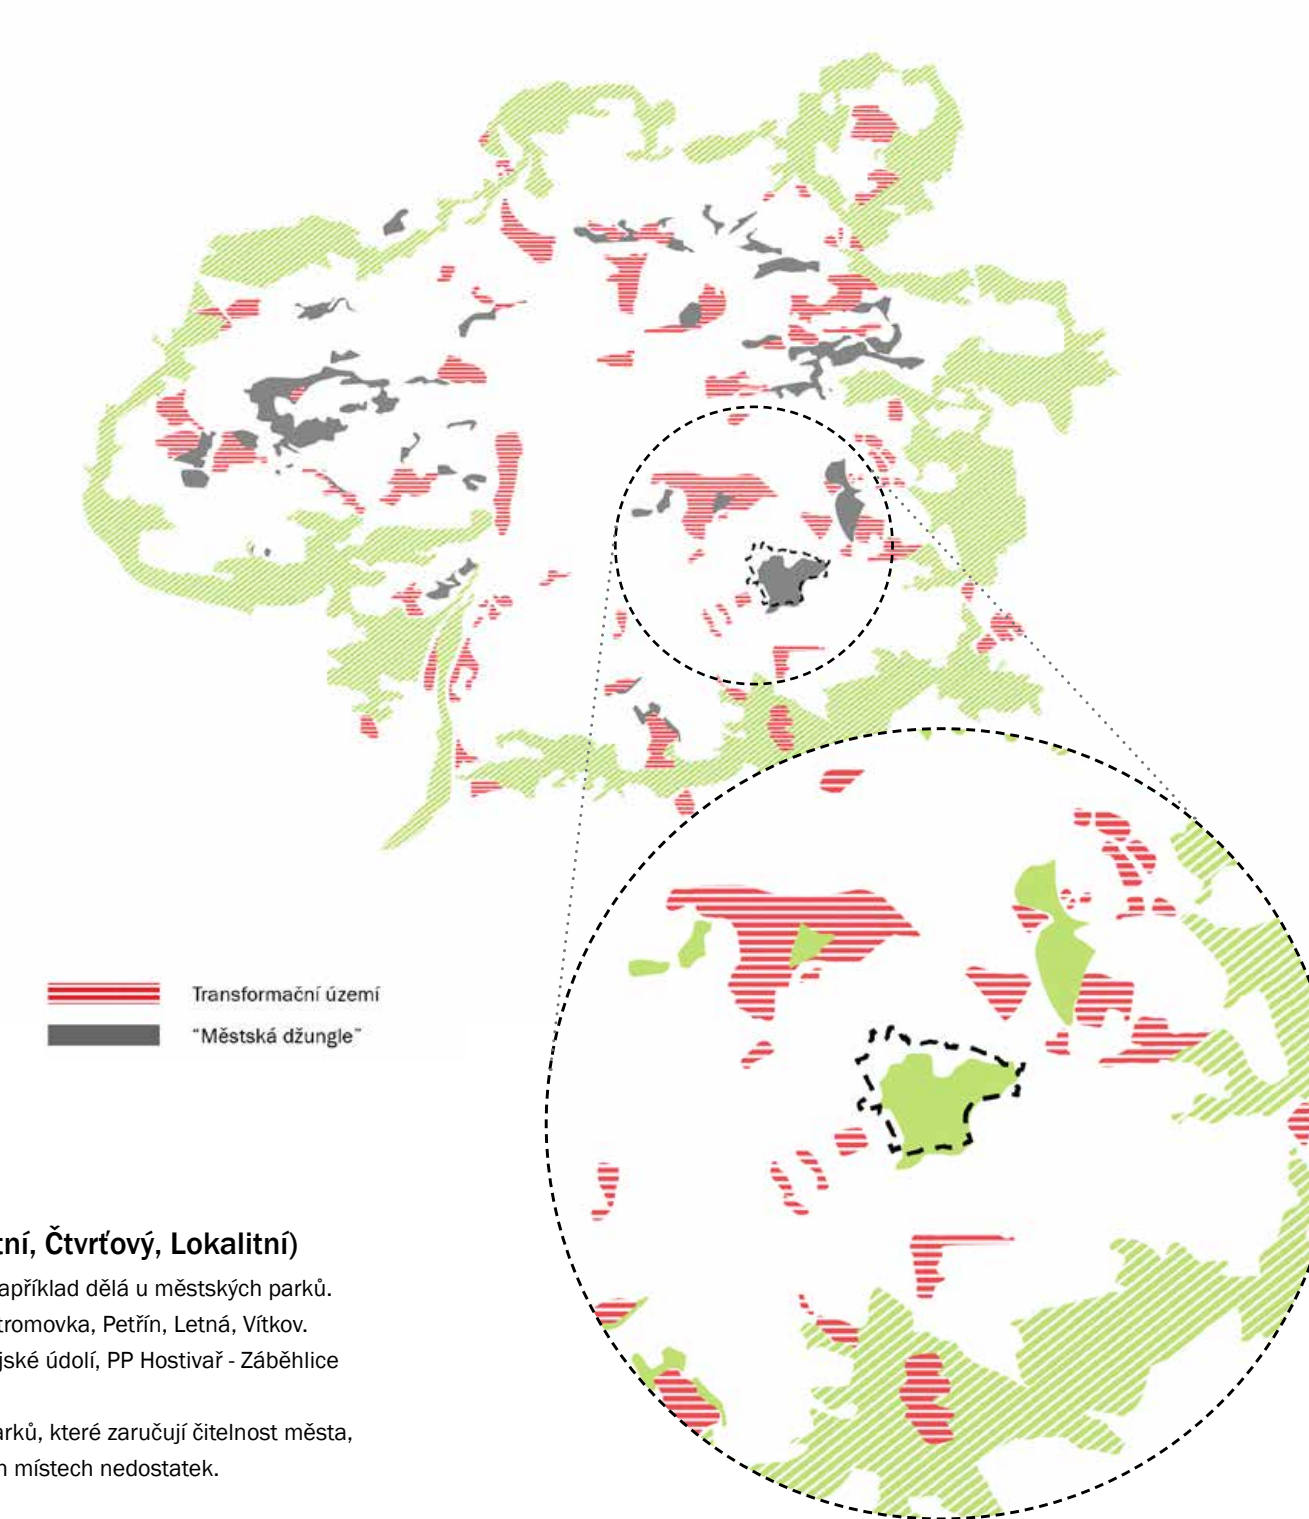 Transformační území
“Městská džungle”
tní, Čtvrťový, Lokalitní)
apříklad dělá u městských parků.
tromovka, Petřín, Letná, Vítkov.
jské údolí, PP Hostivař - Záběhlice
arků, které zaručují čitelnost města,
n místech nedostatek.